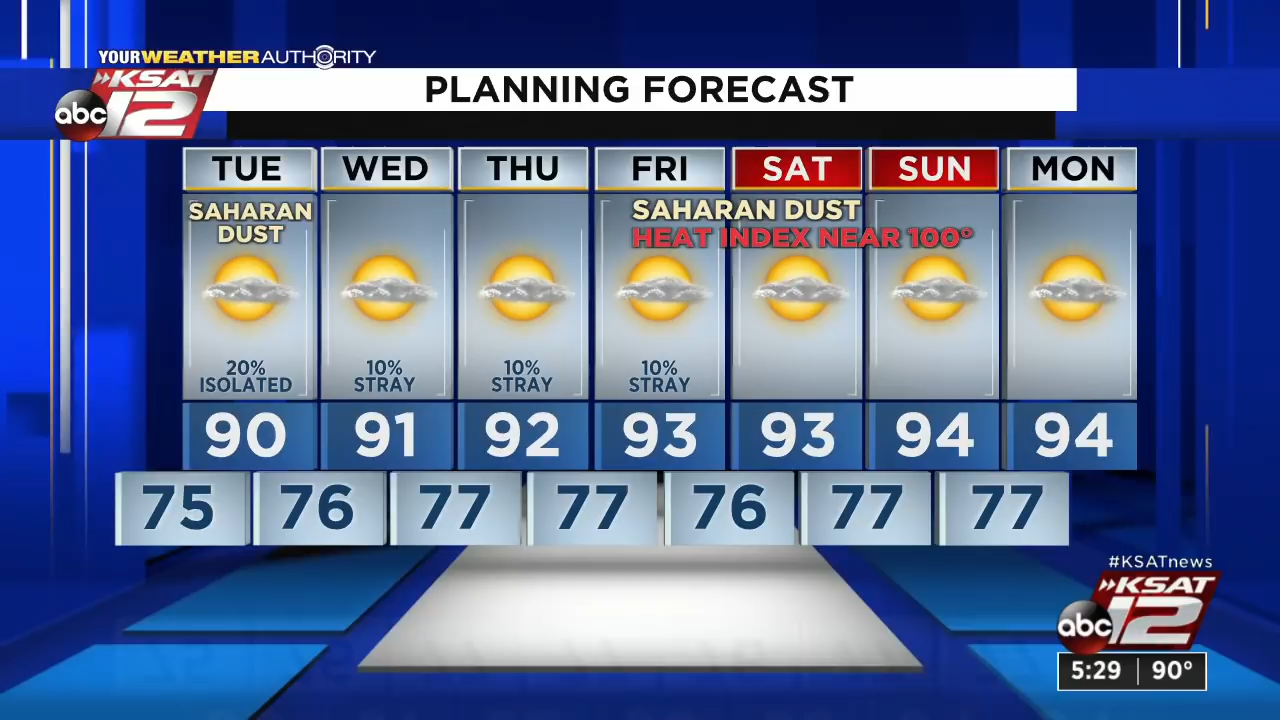 YOURWEATHERAUTHORITY
KSAT
abc 12
PLANNING FORECAST
TUE WED THU FRI SAT SUN MON
SAHARAN
DUST
SAHARAN DUST
HEAT INDEX NEAR 100°
20%
ISOLATED
10%
STRAY
10%
STRAY
10%
STRAY
90 91 92 93 93 94 94
75 76 77 77 76 77 77
#KSATnews
KSAT
abc 12
5:29 90°